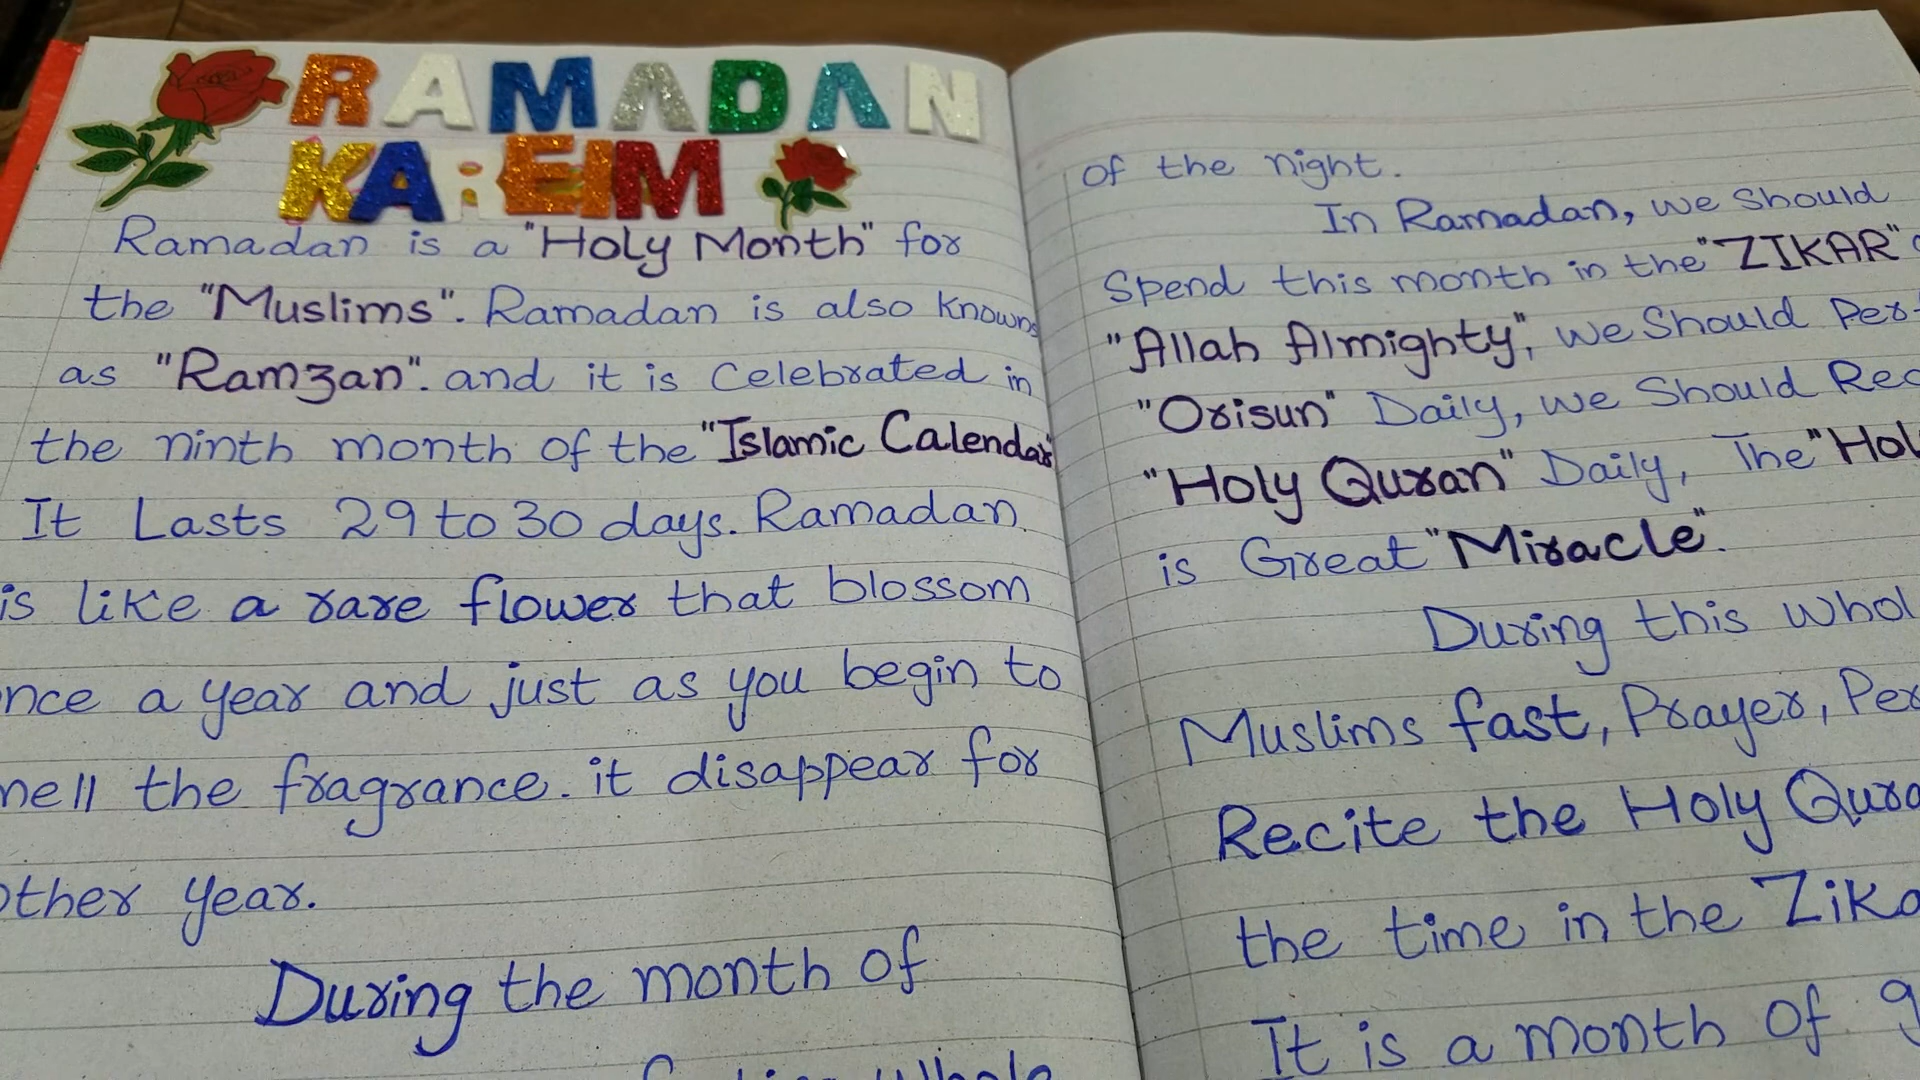 RAMADAN
KAREIM
Ramadan is a "Holy Month" for
the "Muslims". Ramadan is also Knowns
as "Ramzan". and it is Celebrated in
the ninth month of the "Islamic Calendar"
It Lasts 29 to 30 days. Ramadan
is like a rare flower that blossom
nce a year and just as you begin to
mell the fragrance. it disappear for
other year.
During the month of
of the night.
In Ramadan, we Should
Spend this month in the "ZIKAR"
"Allah Almighty", we Should Per
"Orisun" Daily, we Should Rec
"Holy Quran" Daily, The "Hol
is Great "Miracle".
During this Whol
Muslims fast, Prayer, Per
Recite the Holy Qura
the time in the Zika
It is a month of g